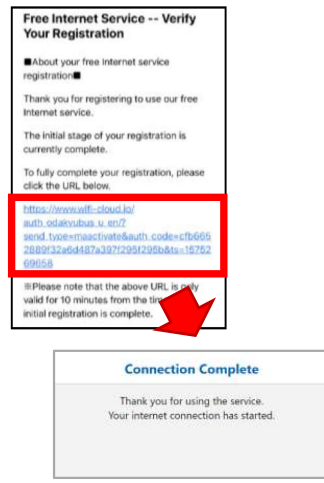 Free Internet Service -- Verify
Your Registration
■About your free internet service
registration■
Thank you for registering to use our free
Internet service.
The initial stage of your registration is
currently complete.
To fully complete your registration, please
click the URL below.
https://www.wifi-cloud.jp/
auth_odakyubus_u_en/?
send_type=maactivate&auth_code=cfb665
2889f32a6d487a397f295f295b&ts=15752
69658
※Please note that the above URL is only
valid for 10 minutes from the
initial registration is complete.
Connection Complete
Thank you for using the service.
Your internet connection has started.